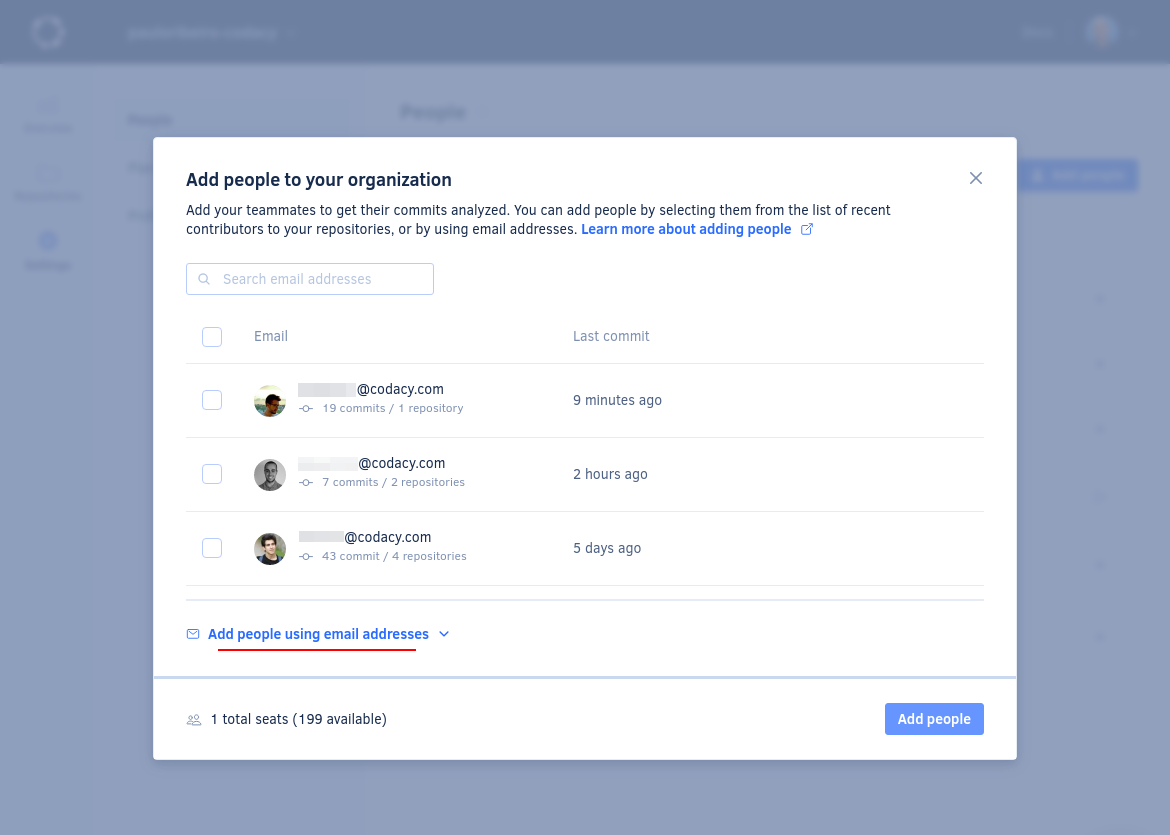 People
Add people to your organization
Add your teammates to get their commits analyzed. You can add people by selecting them from the list of recent
contributors to your repositories, or by using email addresses. Learn more about adding people
Search email addresses
Email Last commit
@codacy.com
19 commits / 1 repository
9 minutes ago
@codacy.com
7 commits / 2 repositories
2 hours ago
@codacy.com
43 commit / 4 repositories
5 days ago
Add people using email addresses
1 total seats (199 available)
Add people